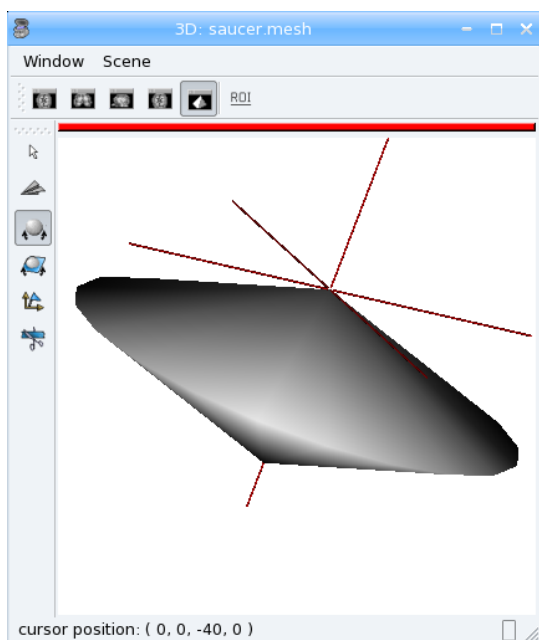 3D: saucer.mesh
Window Scene
ROI
cursor position: ( 0, 0, -40, 0 )